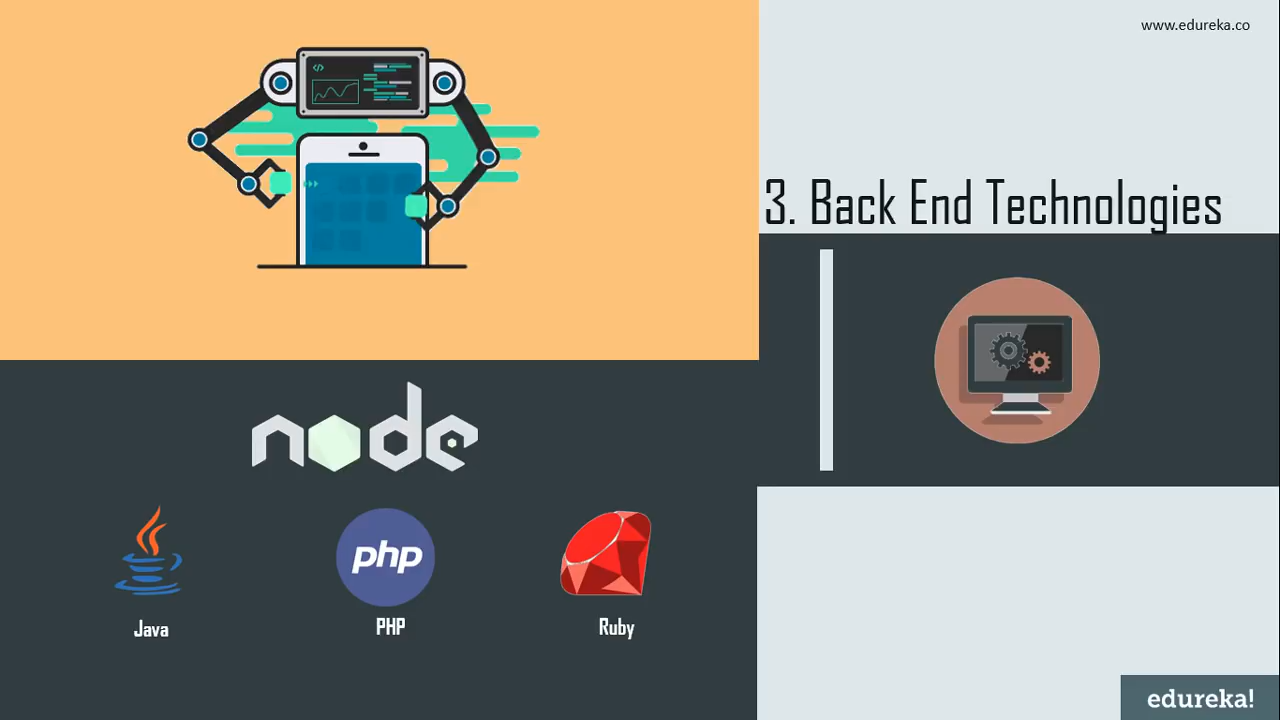 www.edureka.co
3. Back End Technologies
</>
node
php
Java
PHP
Ruby
edureka!